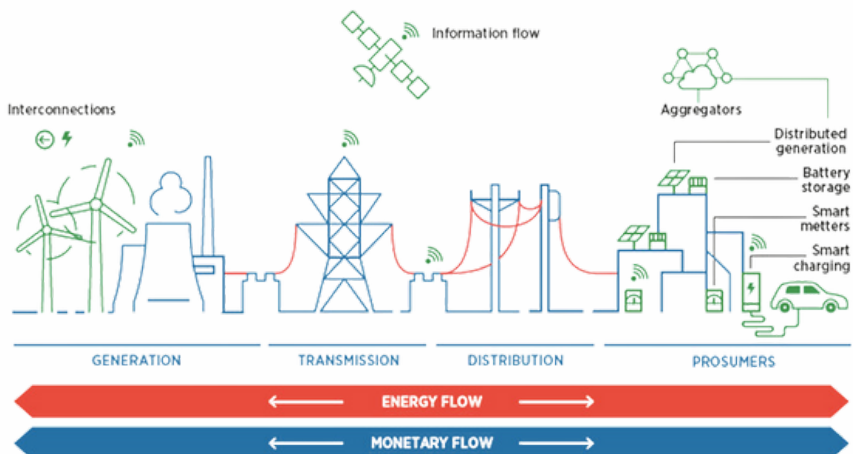 Information flow
Interconnections
Aggregators
Distributed
generation
Battery
storage
Smart
metters
Smart
charging
GENERATION
TRANSMISSION
DISTRIBUTION
PROSUMERS
ENERGY FLOW
MONETARY FLOW